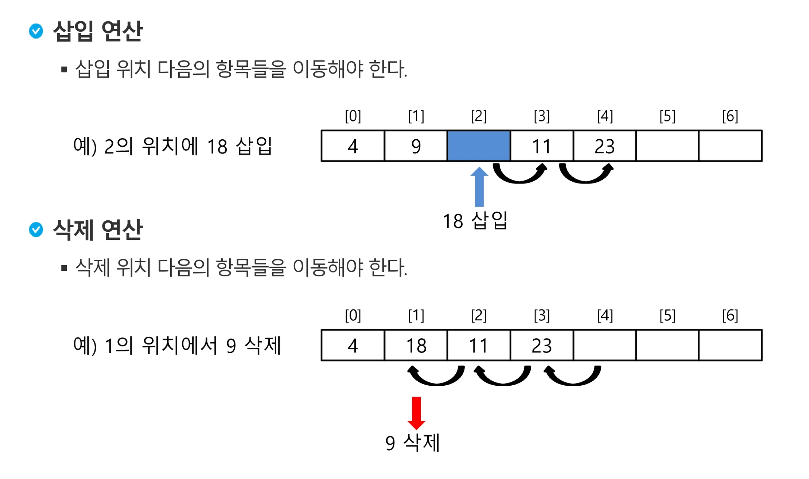 삽입 연산
▪ 삽입 위치 다음의 항목들을 이동해야 한다.
[0] [1] [2] [3] [4] [5] [6]
예) 2의 위치에 18 삽입 4 9 11 23
18 삽입
삭제 연산
▪ 삭제 위치 다음의 항목들을 이동해야 한다.
[0] [1] [2] [3] [4] [5] [6]
예) 1의 위치에서 9 삭제 4 18 11 23
9 삭제